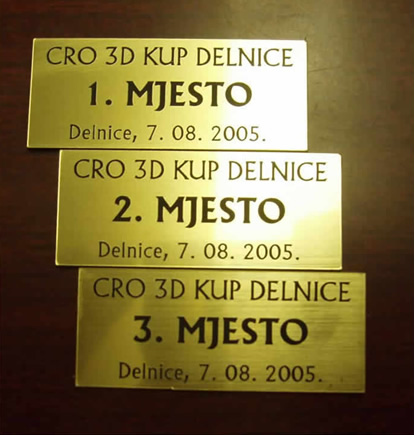 CRO 3D KUP DELNICE
1. MJESTO
Delnice, 7. 08. 2005.
CRO 3D KUP DELNICE
2. MJESTO
Delnice, 7. 08. 2005.
CRO 3D KUP DELNICE
3. MJESTO
Delnice, 7. 08. 2005.